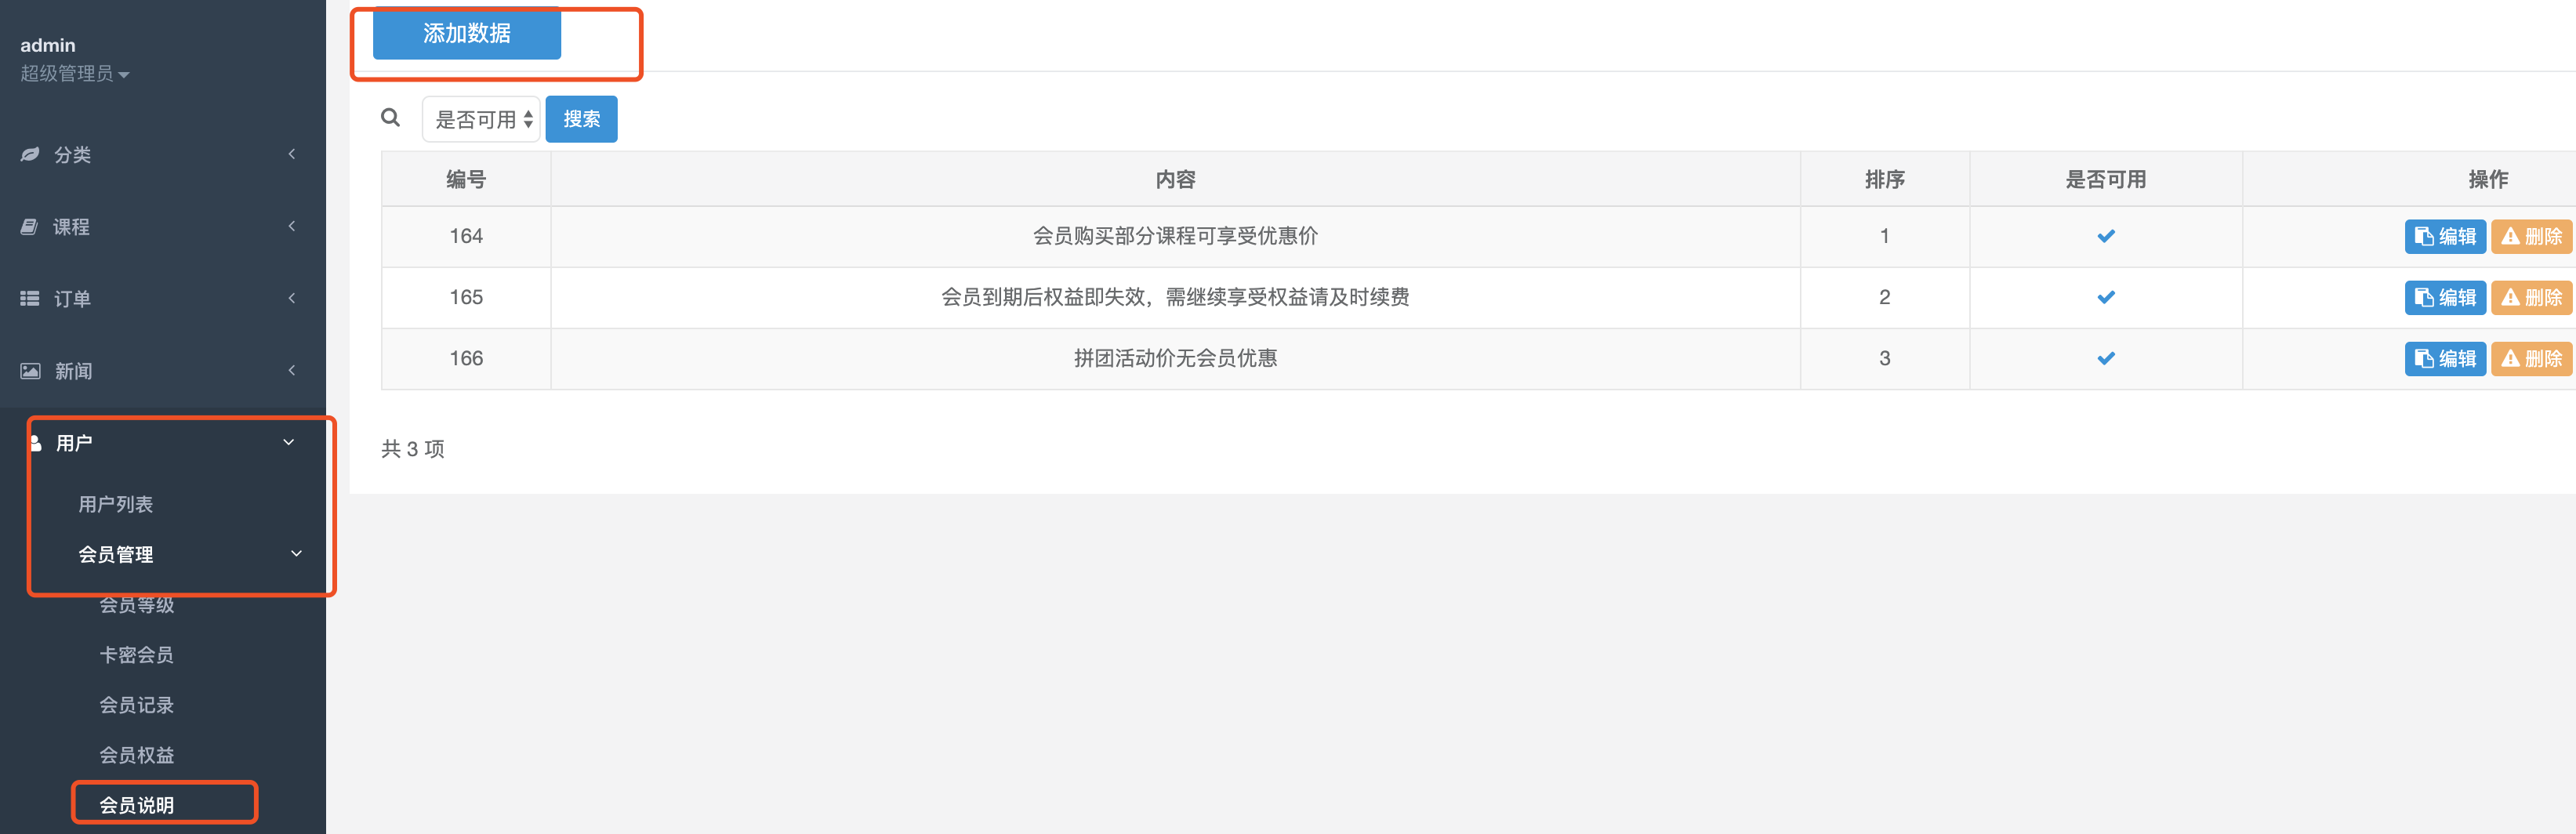 admin
超级管理员
分类
课程
订单
新闻
用户
用户列表
会员管理
会员等级
卡密会员
会员记录
会员权益
会员说明
添加数据
是否可用 搜索
编号 内容 排序 是否可用 操作
164 会员购买部分课程可享受优惠价 1 编辑 删除
165 会员到期后权益即失效，需继续享受权益请及时续费 2 编辑 删除
166 拼团活动价无会员优惠 3 编辑 删除
共 3 项